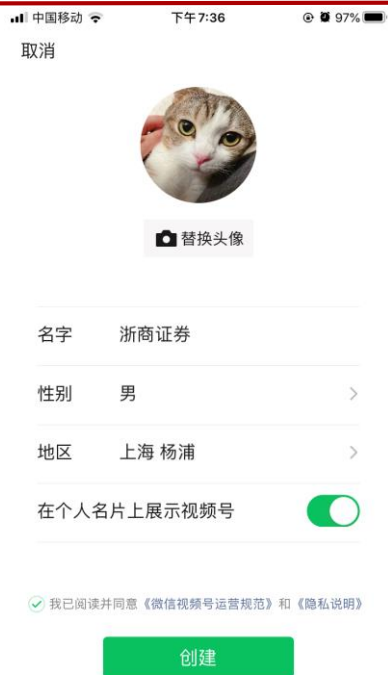 中国移动 下午7:36 97%
取消
替换头像
名字 浙商证券
性别 男
地区 上海 杨浦
在个人名片上展示视频号
我已阅读并同意《微信视频号运营规范》和《隐私说明》
创建